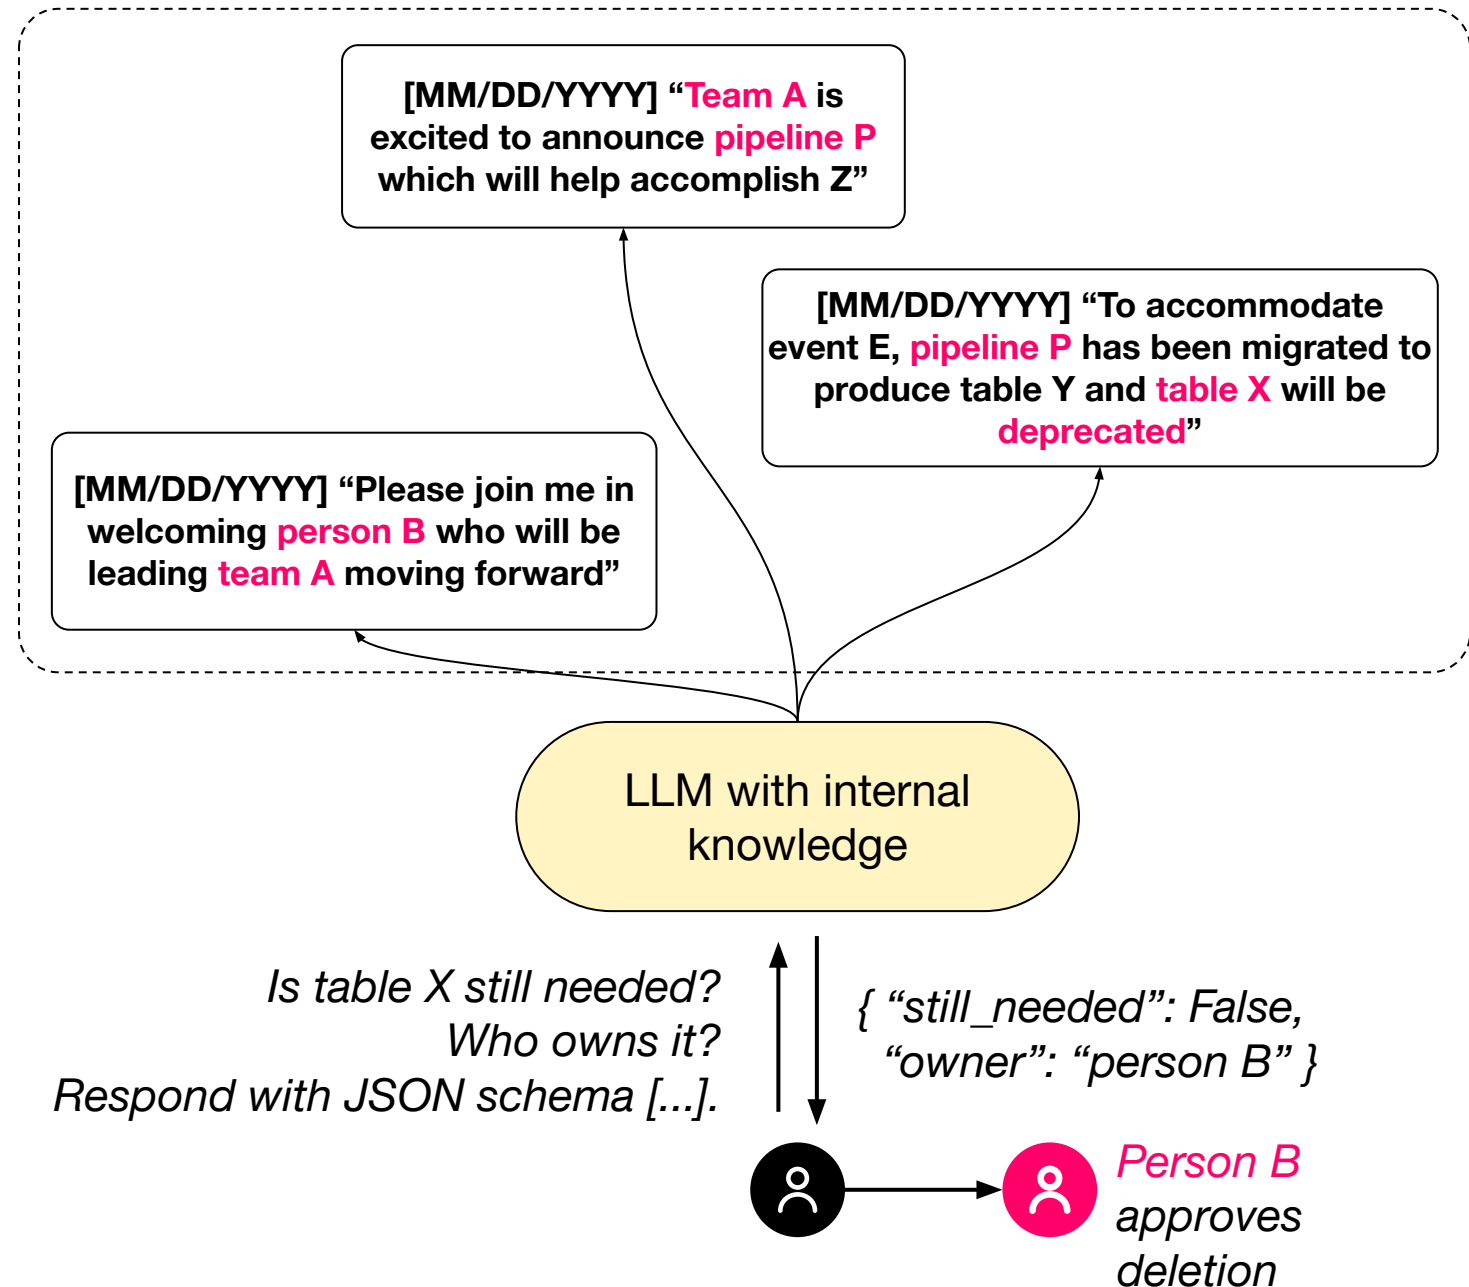 [MM/DD/YYYY] “Team A is
excited to announce pipeline P
which will help accomplish Z”
[MM/DD/YYYY] “To accommodate
event E, pipeline P has been migrated to
produce table Y and table X will be
deprecated”
[MM/DD/YYYY] “Please join me in
welcoming person B who will be
leading team A moving forward”
LLM with internal
knowledge
Is table X still needed?
Who owns it?
Respond with JSON schema [...].
{ “still_needed”: False,
“owner”: “person B” }
Person B
approves
deletion